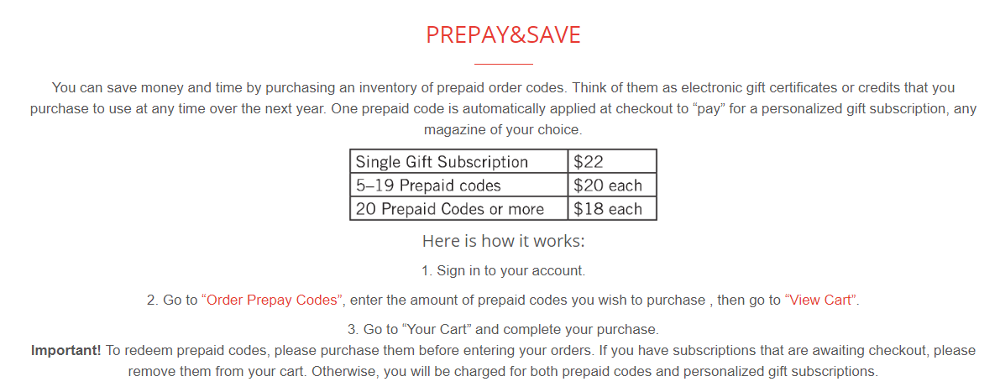 PREPAY&SAVE
You can save money and time by purchasing an inventory of prepaid order codes. Think of them as electronic gift certificates or credits that you
purchase to use at any time over the next year. One prepaid code is automatically applied at checkout to “pay” for a personalized gift subscription, any
magazine of your choice.
Single Gift Subscription $22
5–19 Prepaid codes $20 each
20 Prepaid Codes or more $18 each
Here is how it works:
1. Sign in to your account.
2. Go to “Order Prepay Codes”, enter the amount of prepaid codes you wish to purchase , then go to “View Cart”.
3. Go to “Your Cart” and complete your purchase.
Important! To redeem prepaid codes, please purchase them before entering your orders. If you have subscriptions that are awaiting checkout, please
remove them from your cart. Otherwise, you will be charged for both prepaid codes and personalized gift subscriptions.